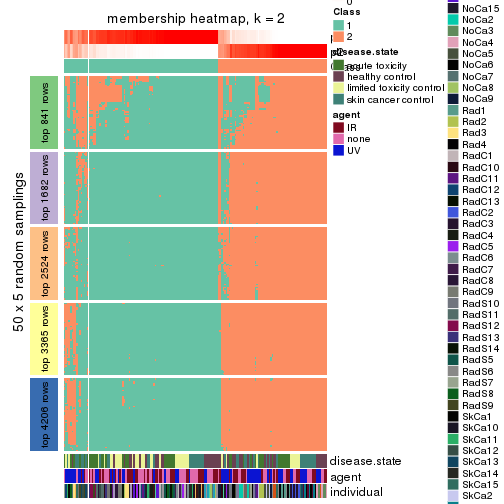 membership heatmap, k = 2
50 x 5 random samplings
top 841 rows
top 1682 rows
top 2524 rows
top 3365 rows
top 4206 rows
p2
disease.state
agent
individual
Class
1
2
disease.state
acute toxicity
healthy control
limited toxicity control
skin cancer control
agent
IR
none
UV
NoCa15
NoCa2
NoCa3
NoCa4
NoCa5
NoCa6
NoCa7
NoCa8
NoCa9
Rad1
Rad2
Rad3
Rad4
RadC1
RadC10
RadC11
RadC12
RadC13
RadC2
RadC3
RadC4
RadC5
RadC6
RadC7
RadC8
RadC9
RadS10
RadS11
RadS12
RadS13
RadS14
RadS5
RadS6
RadS7
RadS8
RadS9
SkCa1
SkCa10
SkCa11
SkCa12
SkCa13
SkCa14
SkCa15
SkCa2